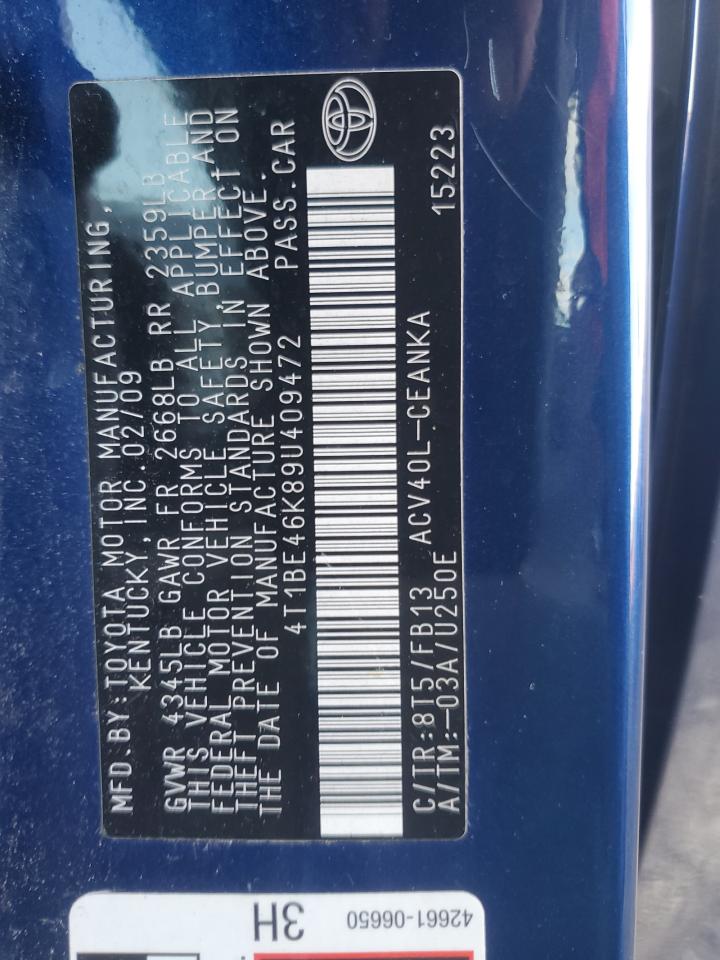 MFD.BY:TOYOTA MOTOR MANUFACTURING,
KENTUCKY, INC. 02/09
GVWR 4345LB GAWR FR 2668LB RR 2359LB
THIS VEHICLE CONFORMS TO ALL APPLICABLE
FEDERAL MOTOR VEHICLE SAFETY, BUMPER AND
THEFT PREVENTION STANDARDS IN EFFECT ON
THE DATE OF MANUFACTURE SHOWN ABOVE.
4T1BE46K89U409472 PASS.CAR
C/TR:8T5/FB13 ACV40L-CEANKA 15223
A/TM:-03A/U250E
42661-06650
3H